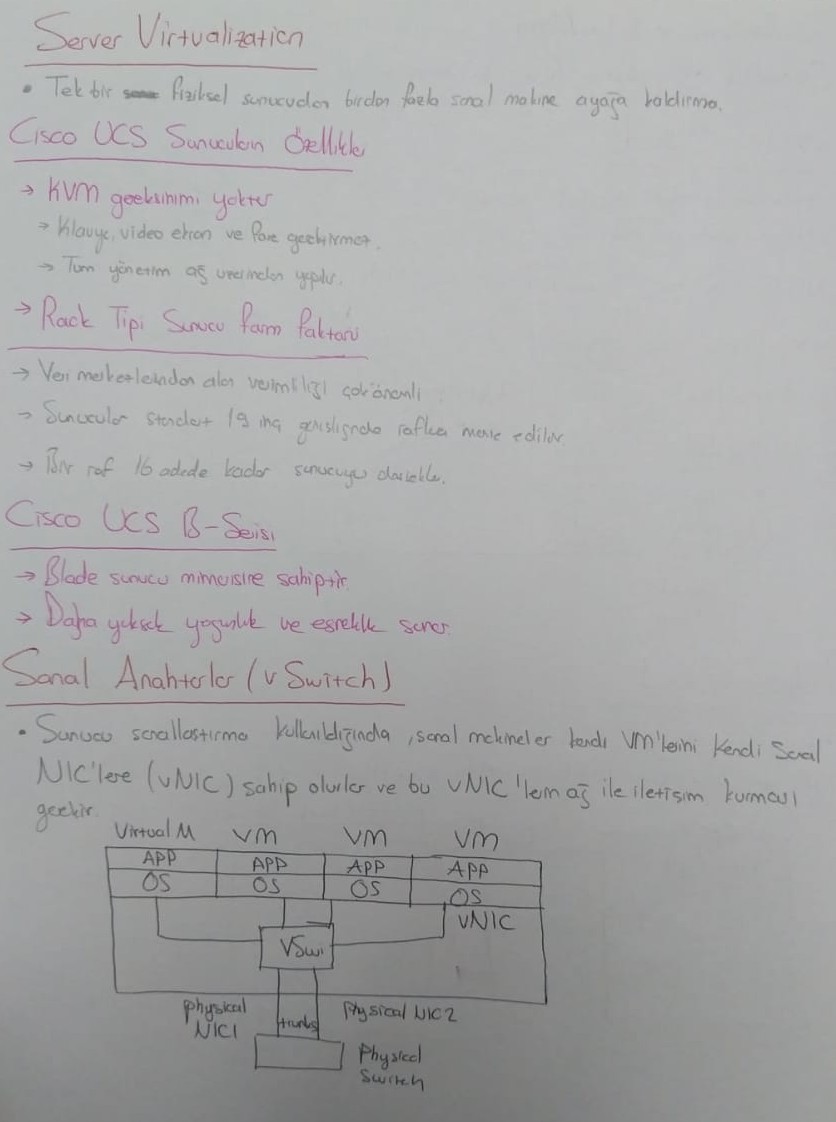 Server Virtualization
• Tek bir fiziksel sunucudan birden fazla sanal makine ayağa kaldırma.
Cisco UCS Sunucuların Özellikleri
→ KVM gereksinimi yoktur
→ Klavye, video ekran ve fare gerektirmez.
→ Tüm yönetim ağ üzerinden yapılır.
→ Rack Tipi Sunucu Form Faktörü
→ Veri merkezlerinden alan verimliliği çok önemli
→ Sunucular standart 19 inç genişliğinde raflara monte edilir
→ Bir raf 16 adede kadar sunucuyu destekler.
Cisco UCS B-Serisi
→ Blade sunucu mimarisine sahiptir.
→ Daha yüksek yoğunluk ve esneklik sunar.
Sanal Anahtarlar (vSwitch)
• Sunucu sanallaştırma kullanıldığında, sanal makineler kendi VM'lerini kendi Sanal
NIC'lere (vNIC) sahip olurlar ve bu vNIC'lerin ağ ile iletişim kurması
gerekir.
Virtual M VM VM VM
APP APP APP APP
OS OS OS OS
vNIC
VSwi
physical NIC1
Physical NIC2
trunks
Physical
Switch